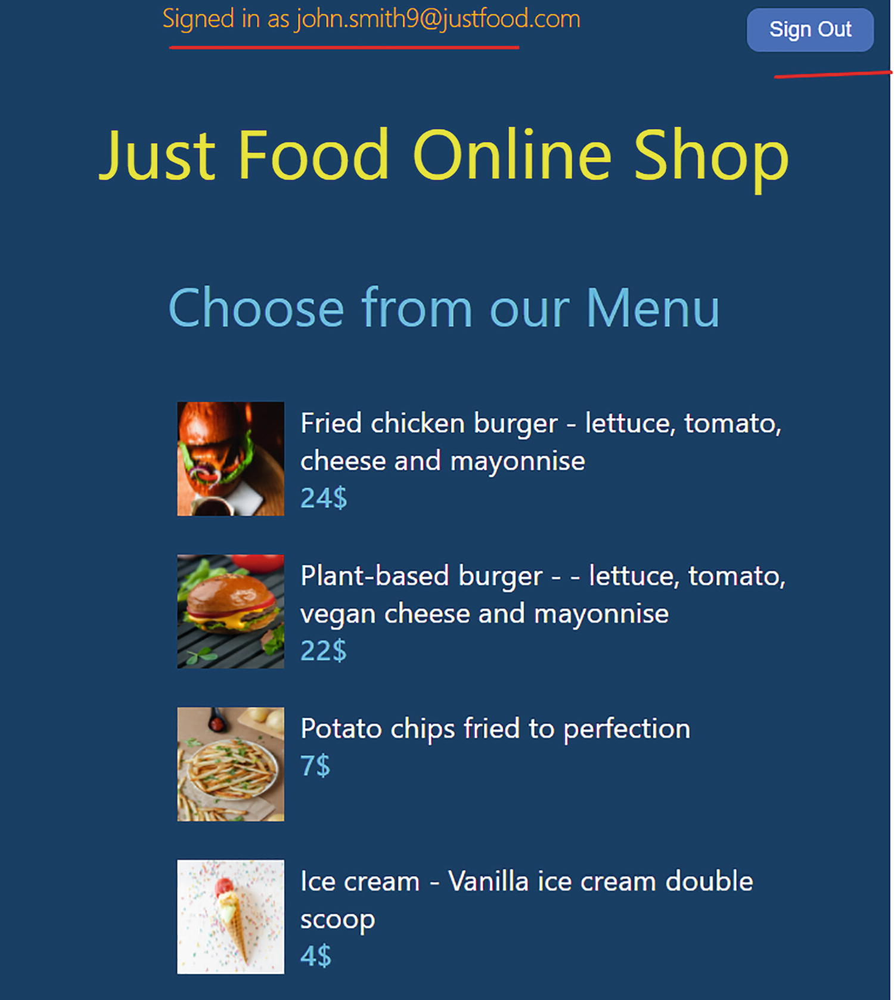 Signed in as john.smith9@justfood.com
Sign Out
Just Food Online Shop
Choose from our Menu
Fried chicken burger - lettuce, tomato,
cheese and mayonnise
24$
Plant-based burger - - lettuce, tomato,
vegan cheese and mayonnise
22$
Potato chips fried to perfection
7$
Ice cream - Vanilla ice cream double
scoop
4$